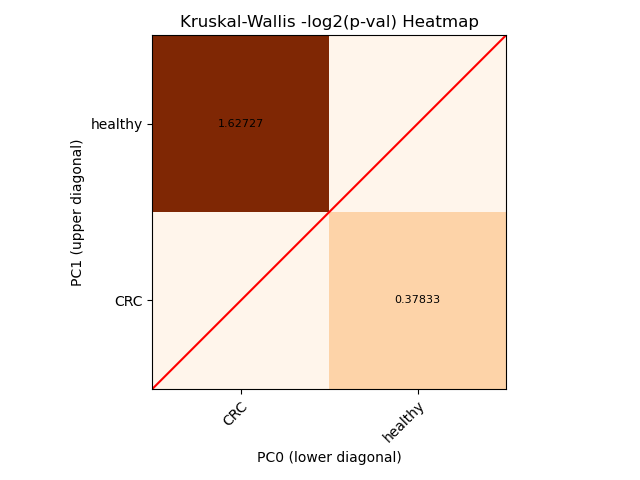 Kruskal-Wallis -log2(p-val) Heatmap
PC1 (upper diagonal)
healthy
1.62727
CRC
0.37833
CRC
healthy
PC0 (lower diagonal)